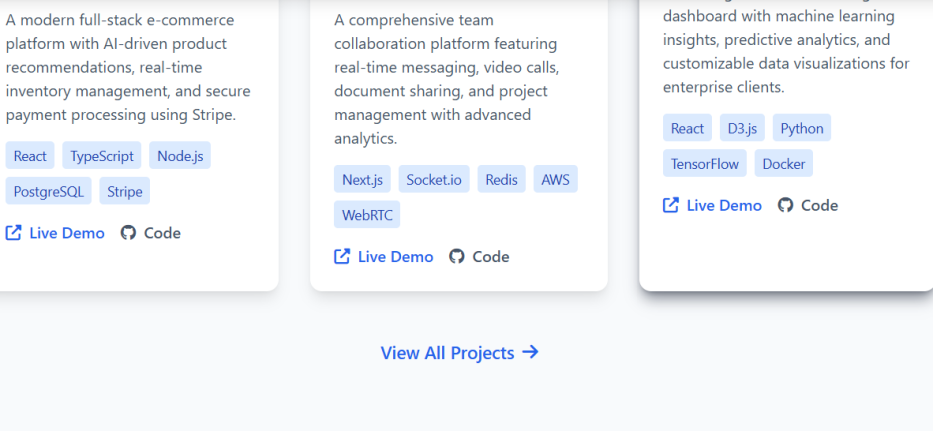 A modern full-stack e-commerce
platform with AI-driven product
recommendations, real-time
inventory management, and secure
payment processing using Stripe.
React
TypeScript
Node.js
PostgreSQL
Stripe
Live Demo
Code
A comprehensive team
collaboration platform featuring
real-time messaging, video calls,
document sharing, and project
management with advanced
analytics.
Next.js
Socket.io
Redis
AWS
WebRTC
Live Demo
Code
dashboard with machine learning
insights, predictive analytics, and
customizable data visualizations for
enterprise clients.
React
D3.js
Python
TensorFlow
Docker
Live Demo
Code
View All Projects →